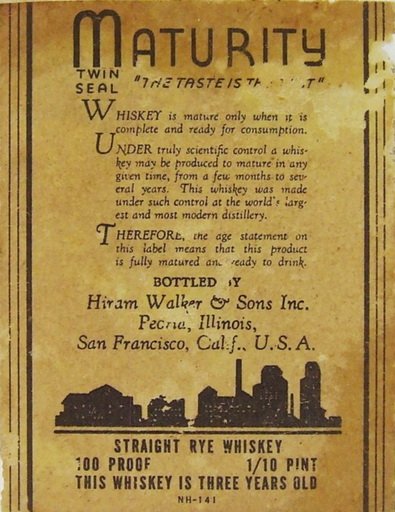 MATURITY
TWIN SEAL
"THE TASTE IS
WHISKEY is mature only when it is
complete and ready for consumption.
UNDER truly scientific control a whis-
key may be produced to mature in any
given time, from a few months to sev-
eral years. This whiskey was made
under such control at the world's larg-
est and most modern distillery.
THEREFORE, the age statement on
this label means that this product
is fully matured and ready to drink.
BOTTLED BY
Hiram Walker & Sons Inc.
Peoria, Illinois,
San Francisco, Calif., U.S.A.
STRAIGHT RYE WHISKEY
100 PROOF 1/10 PINT
THIS WHISKEY IS THREE YEARS OLD
NH-141